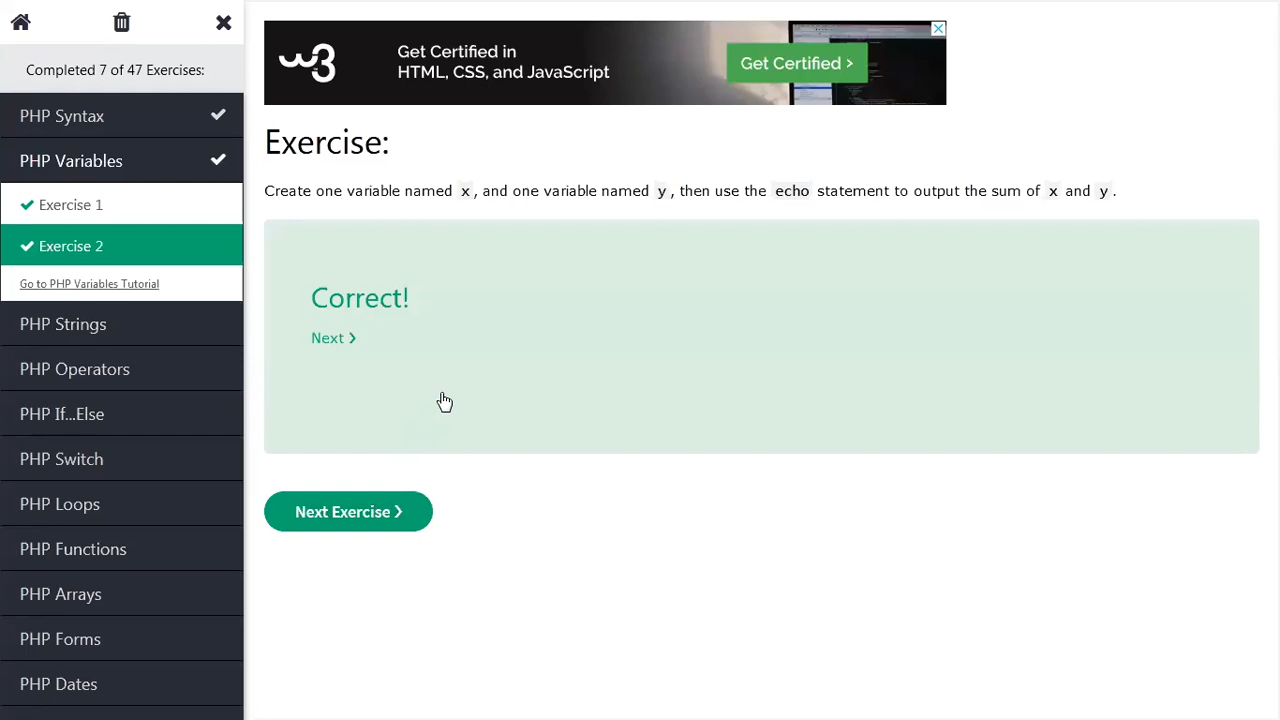 Completed 7 of 47 Exercises:
PHP Syntax
PHP Variables
Exercise 1
Exercise 2
Go to PHP Variables Tutorial
PHP Strings
PHP Operators
PHP If...Else
PHP Switch
PHP Loops
PHP Functions
PHP Arrays
PHP Forms
PHP Dates
w3
Get Certified in
HTML, CSS, and JavaScript
Get Certified >
Exercise:
Create one variable named x, and one variable named y, then use the echo statement to output the sum of x and y.
Correct!
Next ❯
Next Exercise ❯